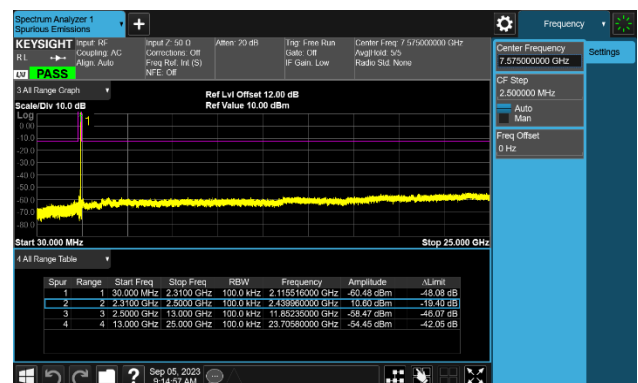 Spectrum Analyzer 1
Spurious Emissions
+
Frequency
KEYSIGHT Input: RF Input Z: 50 Ω Atten: 20 dB Trig: Free Run Center Freq: 7.575000000 GHz
RL Coupling: AC Corrections: Off Gate: Off Avg|Hold: 5/5
Align: Auto Freq Ref: Int (S) IF Gain: Low Radio Std: None
NFE: Off
LXI PASS
Center Frequency
7.575000000 GHz
Settings
CF Step
2.500000 MHz
Auto
Man
Freq Offset
0 Hz
3 All Range Graph
Ref Lvl Offset 12.00 dB
Scale/Div 10.0 dB Ref Value 10.00 dBm
Log
1
0.00
-10.0
-20.0
-30.0
-40.0
-50.0
-60.0
-70.0
-80.0
Start 30.000 MHz Stop 25.000 GHz
4 All Range Table
Spur Range Start Freq Stop Freq RBW Frequency Amplitude ΔLimit
1 1 30.000 MHz 2.3100 GHz 100.0 kHz 2.115516000 GHz -60.48 dBm -48.08 dB
2 2 2.3100 GHz 2.5000 GHz 100.0 kHz 2.439960000 GHz 10.60 dBm -19.40 dB
3 3 2.5000 GHz 13.000 GHz 100.0 kHz 11.85235000 GHz -58.47 dBm -46.07 dB
4 4 13.000 GHz 25.000 GHz 100.0 kHz 23.70580000 GHz -54.45 dBm -42.05 dB
? Sep 05, 2023
9:14:57 AM